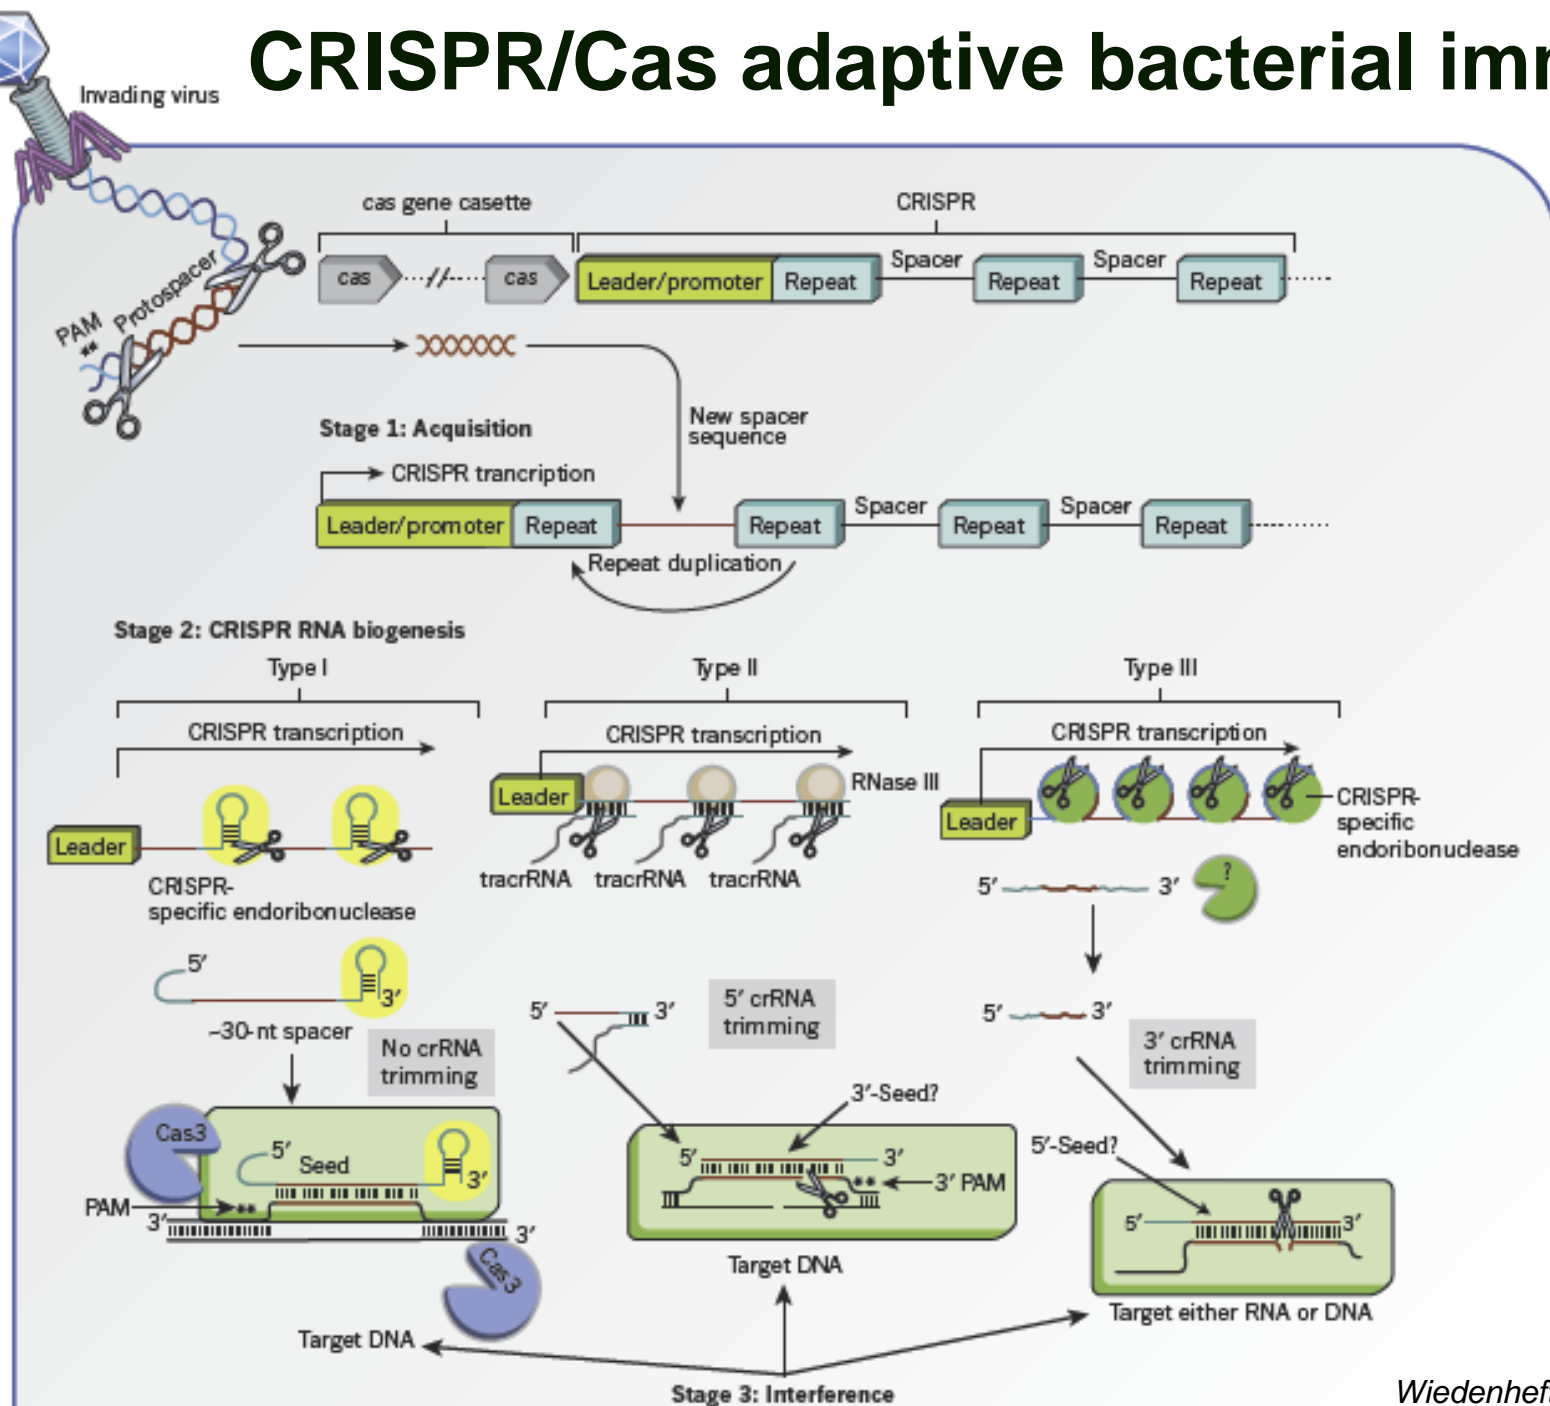 CRISPR/Cas adaptive bacterial imm
Invading virus
cas gene casette
CRISPR
cas
cas
Leader/promoter
Repeat
Spacer
Repeat
Spacer
Repeat
PAM
**
Protospacer
New spacer
sequence
Stage 1: Acquisition
CRISPR trancription
Leader/promoter
Repeat
Repeat
Spacer
Repeat
Spacer
Repeat
Repeat duplication
Stage 2: CRISPR RNA biogenesis
Type I
CRISPR transcription
Leader
CRISPR-
specific endoribonuclease
5′
3′
~30-nt spacer
No crRNA
trimming
Cas3
5′
Seed
3′
PAM
**
3′
3′
Cas3
Target DNA
Type II
CRISPR transcription
Leader
RNase III
tracrRNA
tracrRNA
tracrRNA
5′
3′
5′ crRNA
trimming
3′-Seed?
5′
3′
**
3′ PAM
Target DNA
Type III
CRISPR transcription
Leader
CRISPR-
specific
endoribonuclease
5′
3′
?
5′
3′
3′ crRNA
trimming
5′-Seed?
5′
3′
Target either RNA or DNA
Stage 3: Interference
Wiedenheft